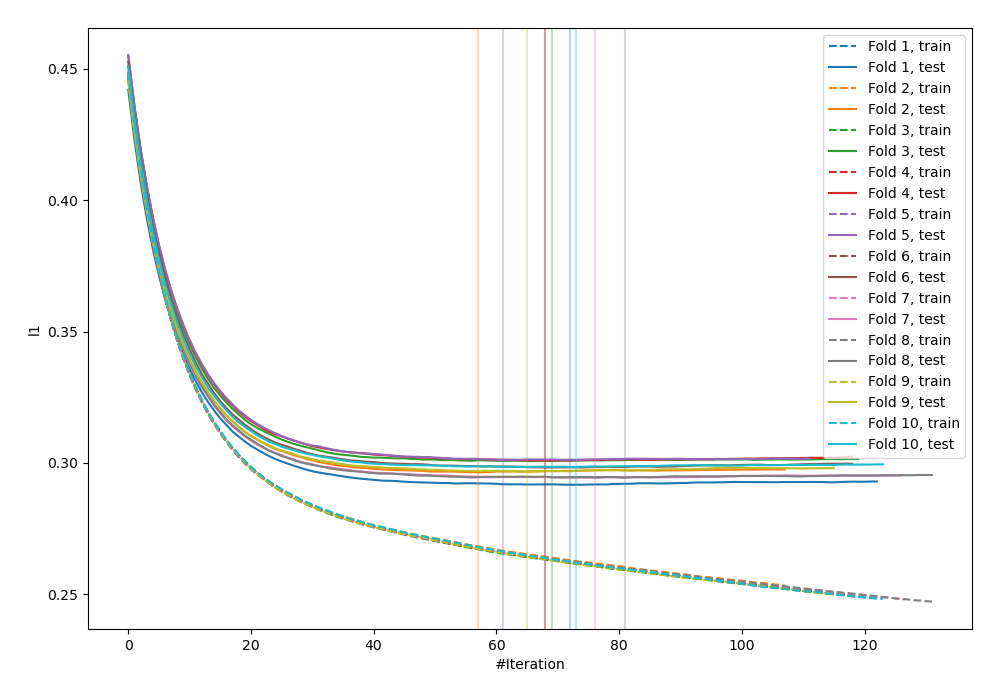 0.45
0.40
0.35
0.30
0.25
l1
0
20
40
60
80
100
120
#Iteration
Fold 1, train
Fold 1, test
Fold 2, train
Fold 2, test
Fold 3, train
Fold 3, test
Fold 4, train
Fold 4, test
Fold 5, train
Fold 5, test
Fold 6, train
Fold 6, test
Fold 7, train
Fold 7, test
Fold 8, train
Fold 8, test
Fold 9, train
Fold 9, test
Fold 10, train
Fold 10, test